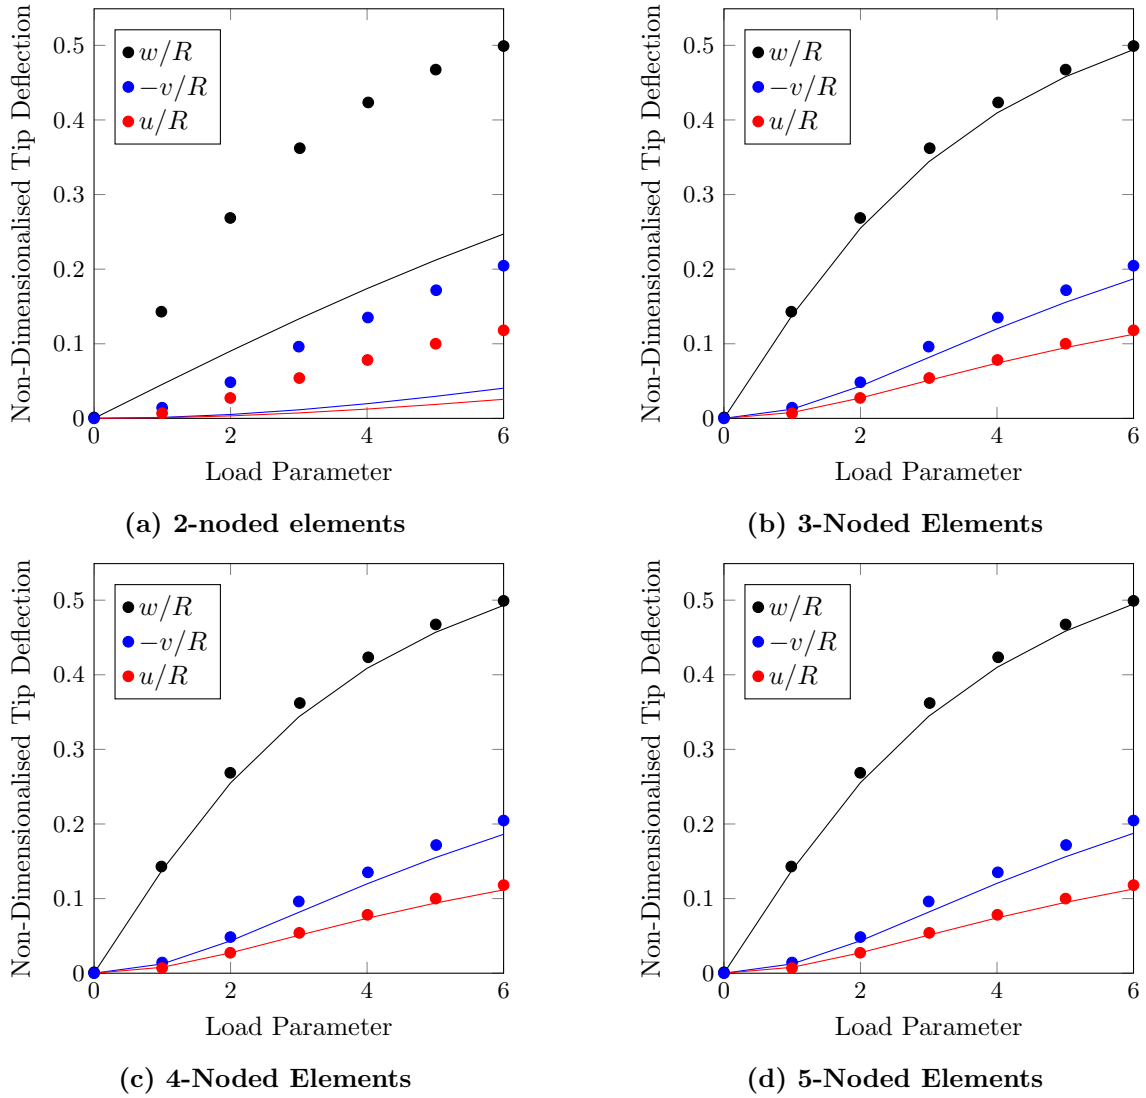 Non-Dimensionalised Tip Deflection
0.5
0.4
0.3
0.2
0.1
0
w/R
−v/R
u/R
0 2 4 6
Load Parameter
(a) 2-noded elements
Non-Dimensionalised Tip Deflection
0.5
0.4
0.3
0.2
0.1
0
w/R
−v/R
u/R
0 2 4 6
Load Parameter
(b) 3-Noded Elements
Non-Dimensionalised Tip Deflection
0.5
0.4
0.3
0.2
0.1
0
w/R
−v/R
u/R
0 2 4 6
Load Parameter
(c) 4-Noded Elements
Non-Dimensionalised Tip Deflection
0.5
0.4
0.3
0.2
0.1
0
w/R
−v/R
u/R
0 2 4 6
Load Parameter
(d) 5-Noded Elements